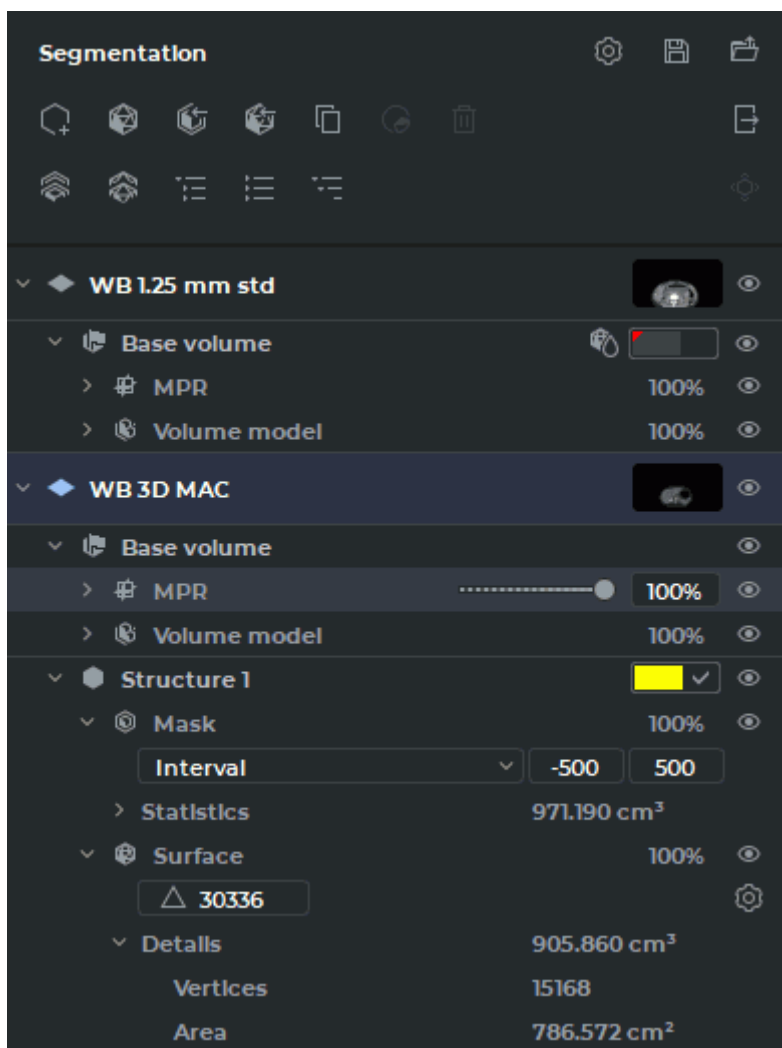 Segmentation
WB 1.25 mm std
Base volume
MPR 100%
Volume model 100%
WB 3D MAC
Base volume
MPR 100%
Volume model 100%
Structure 1
Mask 100%
Interval -500 500
Statistics 971.190 cm³
Surface 100%
30336
Details 905.860 cm³
Vertices 15168
Area 786.572 cm²